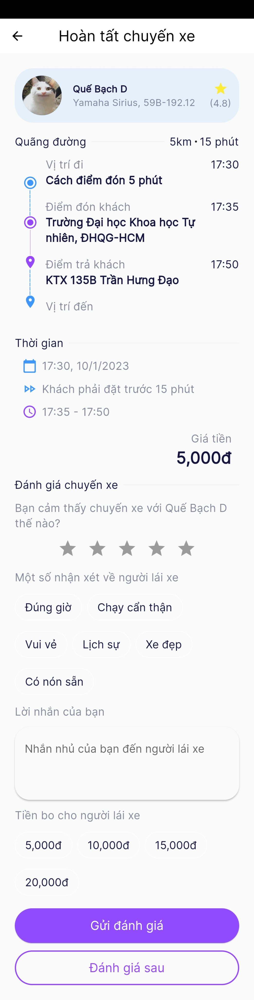 Hoàn tất chuyến xe
Quế Bạch D
Yamaha Sirius, 59B-192.12
(4.8)
Quãng đường
5km • 15 phút
Vị trí đi
17:30
Cách điểm đón 5 phút
Điểm đón khách
17:35
Trường Đại học Khoa học Tự
nhiên, ĐHQG-HCM
Điểm trả khách
17:50
KTX 135B Trần Hưng Đạo
Vị trí đến
Thời gian
17:30, 10/1/2023
Khách phải đặt trước 15 phút
17:35 - 17:50
Giá tiền
5,000đ
Đánh giá chuyến xe
Bạn cảm thấy chuyến xe với Quế Bạch D
thế nào?
Một số nhận xét về người lái xe
Đúng giờ
Chạy cẩn thận
Vui vẻ
Lịch sự
Xe đẹp
Có nón sẵn
Lời nhắn của bạn
Nhắn nhủ của bạn đến người lái xe
Tiền bo cho người lái xe
5,000đ
10,000đ
15,000đ
20,000đ
Gửi đánh giá
Đánh giá sau